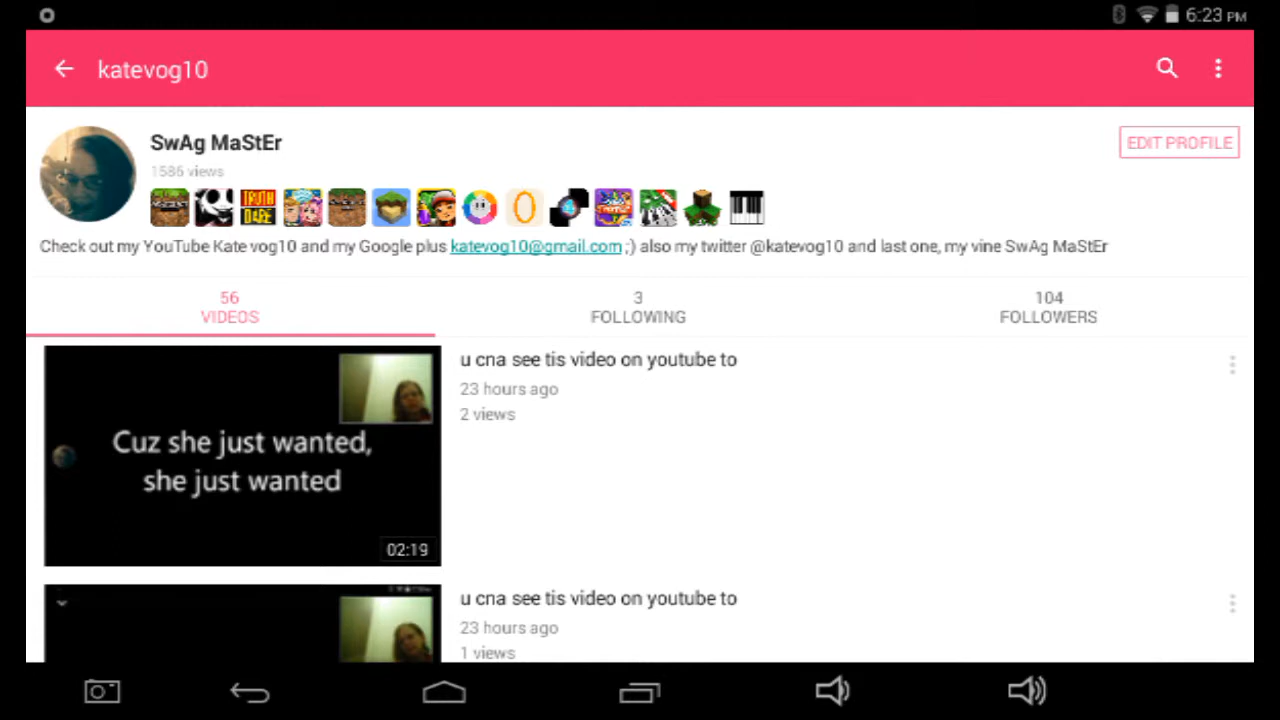 6:23 PM
katevog10
SwAg MaStEr
EDIT PROFILE
1586 views
TRUTH
DARE
Check out my YouTube Kate vog10 and my Google plus katevog10@gmail.com ;) also my twitter @katevog10 and last one, my vine SwAg MaStEr
56
VIDEOS
3
FOLLOWING
104
FOLLOWERS
Cuz she just wanted,
she just wanted
02:19
u cna see tis video on youtube to
23 hours ago
2 views
u cna see tis video on youtube to
23 hours ago
1 views